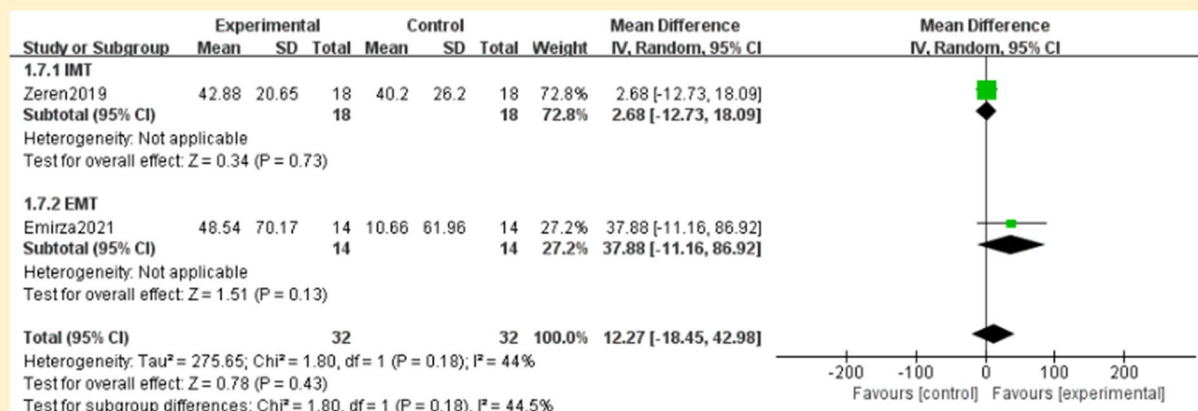 Experimental Control Mean Difference Mean Difference
Study or Subgroup Mean SD Total Mean SD Total Weight IV, Random, 95% CI IV, Random, 95% CI
1.7.1 IMT
Zeren2019 42.88 20.65 18 40.2 26.2 18 72.8% 2.68 [-12.73, 18.09]
Subtotal (95% CI) 18 18 72.8% 2.68 [-12.73, 18.09]
Heterogeneity: Not applicable
Test for overall effect: Z = 0.34 (P = 0.73)
1.7.2 EMT
Emirza2021 48.54 70.17 14 10.66 61.96 14 27.2% 37.88 [-11.16, 86.92]
Subtotal (95% CI) 14 14 27.2% 37.88 [-11.16, 86.92]
Heterogeneity: Not applicable
Test for overall effect: Z = 1.51 (P = 0.13)
Total (95% CI) 32 32 100.0% 12.27 [-18.45, 42.98]
Heterogeneity: Tau² = 275.65; Chi² = 1.80, df = 1 (P = 0.18); I² = 44%
Test for overall effect: Z = 0.78 (P = 0.43)
Test for subgroup differences: Chi² = 1.80, df = 1 (P = 0.18), I² = 44.5%
-200 -100 0 100 200
Favours [control] Favours [experimental]